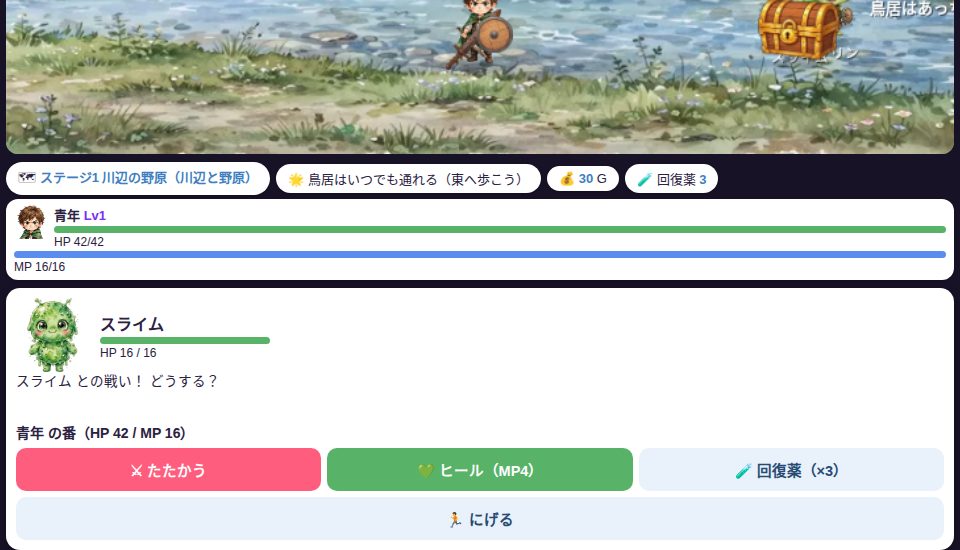 鳥居はあっち
🗺 ステージ1 川辺の野原（川辺と野原）
🌟 鳥居はいつでも通れる（東へ歩こう）
💰 30 G
🧪 回復薬 3
青年 Lv1
HP 42/42
MP 16/16
スライム
HP 16 / 16
スライム との戦い！ どうする？
青年 の番（HP 42 / MP 16）
⚔ たたかう
💚 ヒール（MP4）
🧪 回復薬（×3）
🏃 にげる